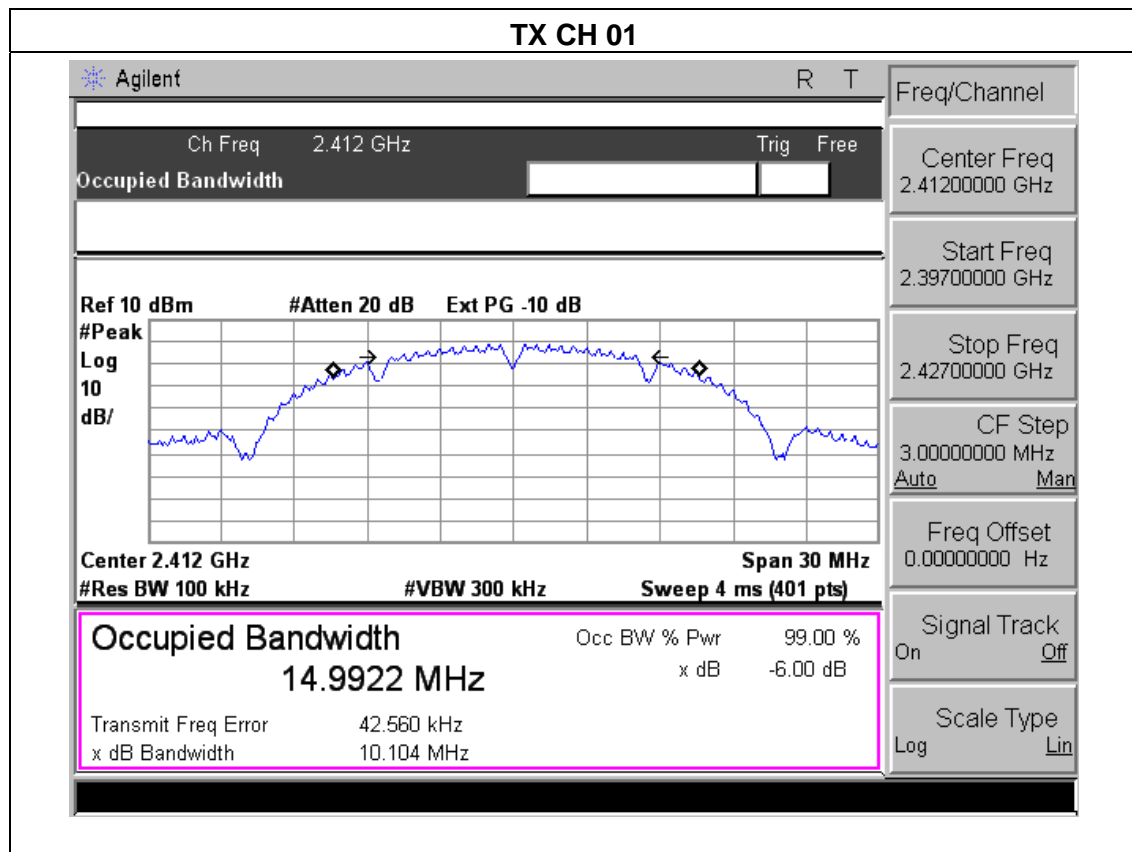 TX CH 01
Agilent R T
Freq/Channel
Ch Freq 2.412 GHz Trig Free
Occupied Bandwidth
Center Freq
2.41200000 GHz
Start Freq
2.39700000 GHz
Stop Freq
2.42700000 GHz
CF Step
3.00000000 MHz
Auto Man
Freq Offset
0.00000000 Hz
Signal Track
On Off
Scale Type
Log Lin
Ref 10 dBm #Atten 20 dB Ext PG -10 dB
#Peak
Log
10
dB/
Center 2.412 GHz Span 30 MHz
#Res BW 100 kHz #VBW 300 kHz Sweep 4 ms (401 pts)
Occupied Bandwidth
14.9922 MHz
Occ BW % Pwr 99.00 %
x dB -6.00 dB
Transmit Freq Error 42.560 kHz
x dB Bandwidth 10.104 MHz